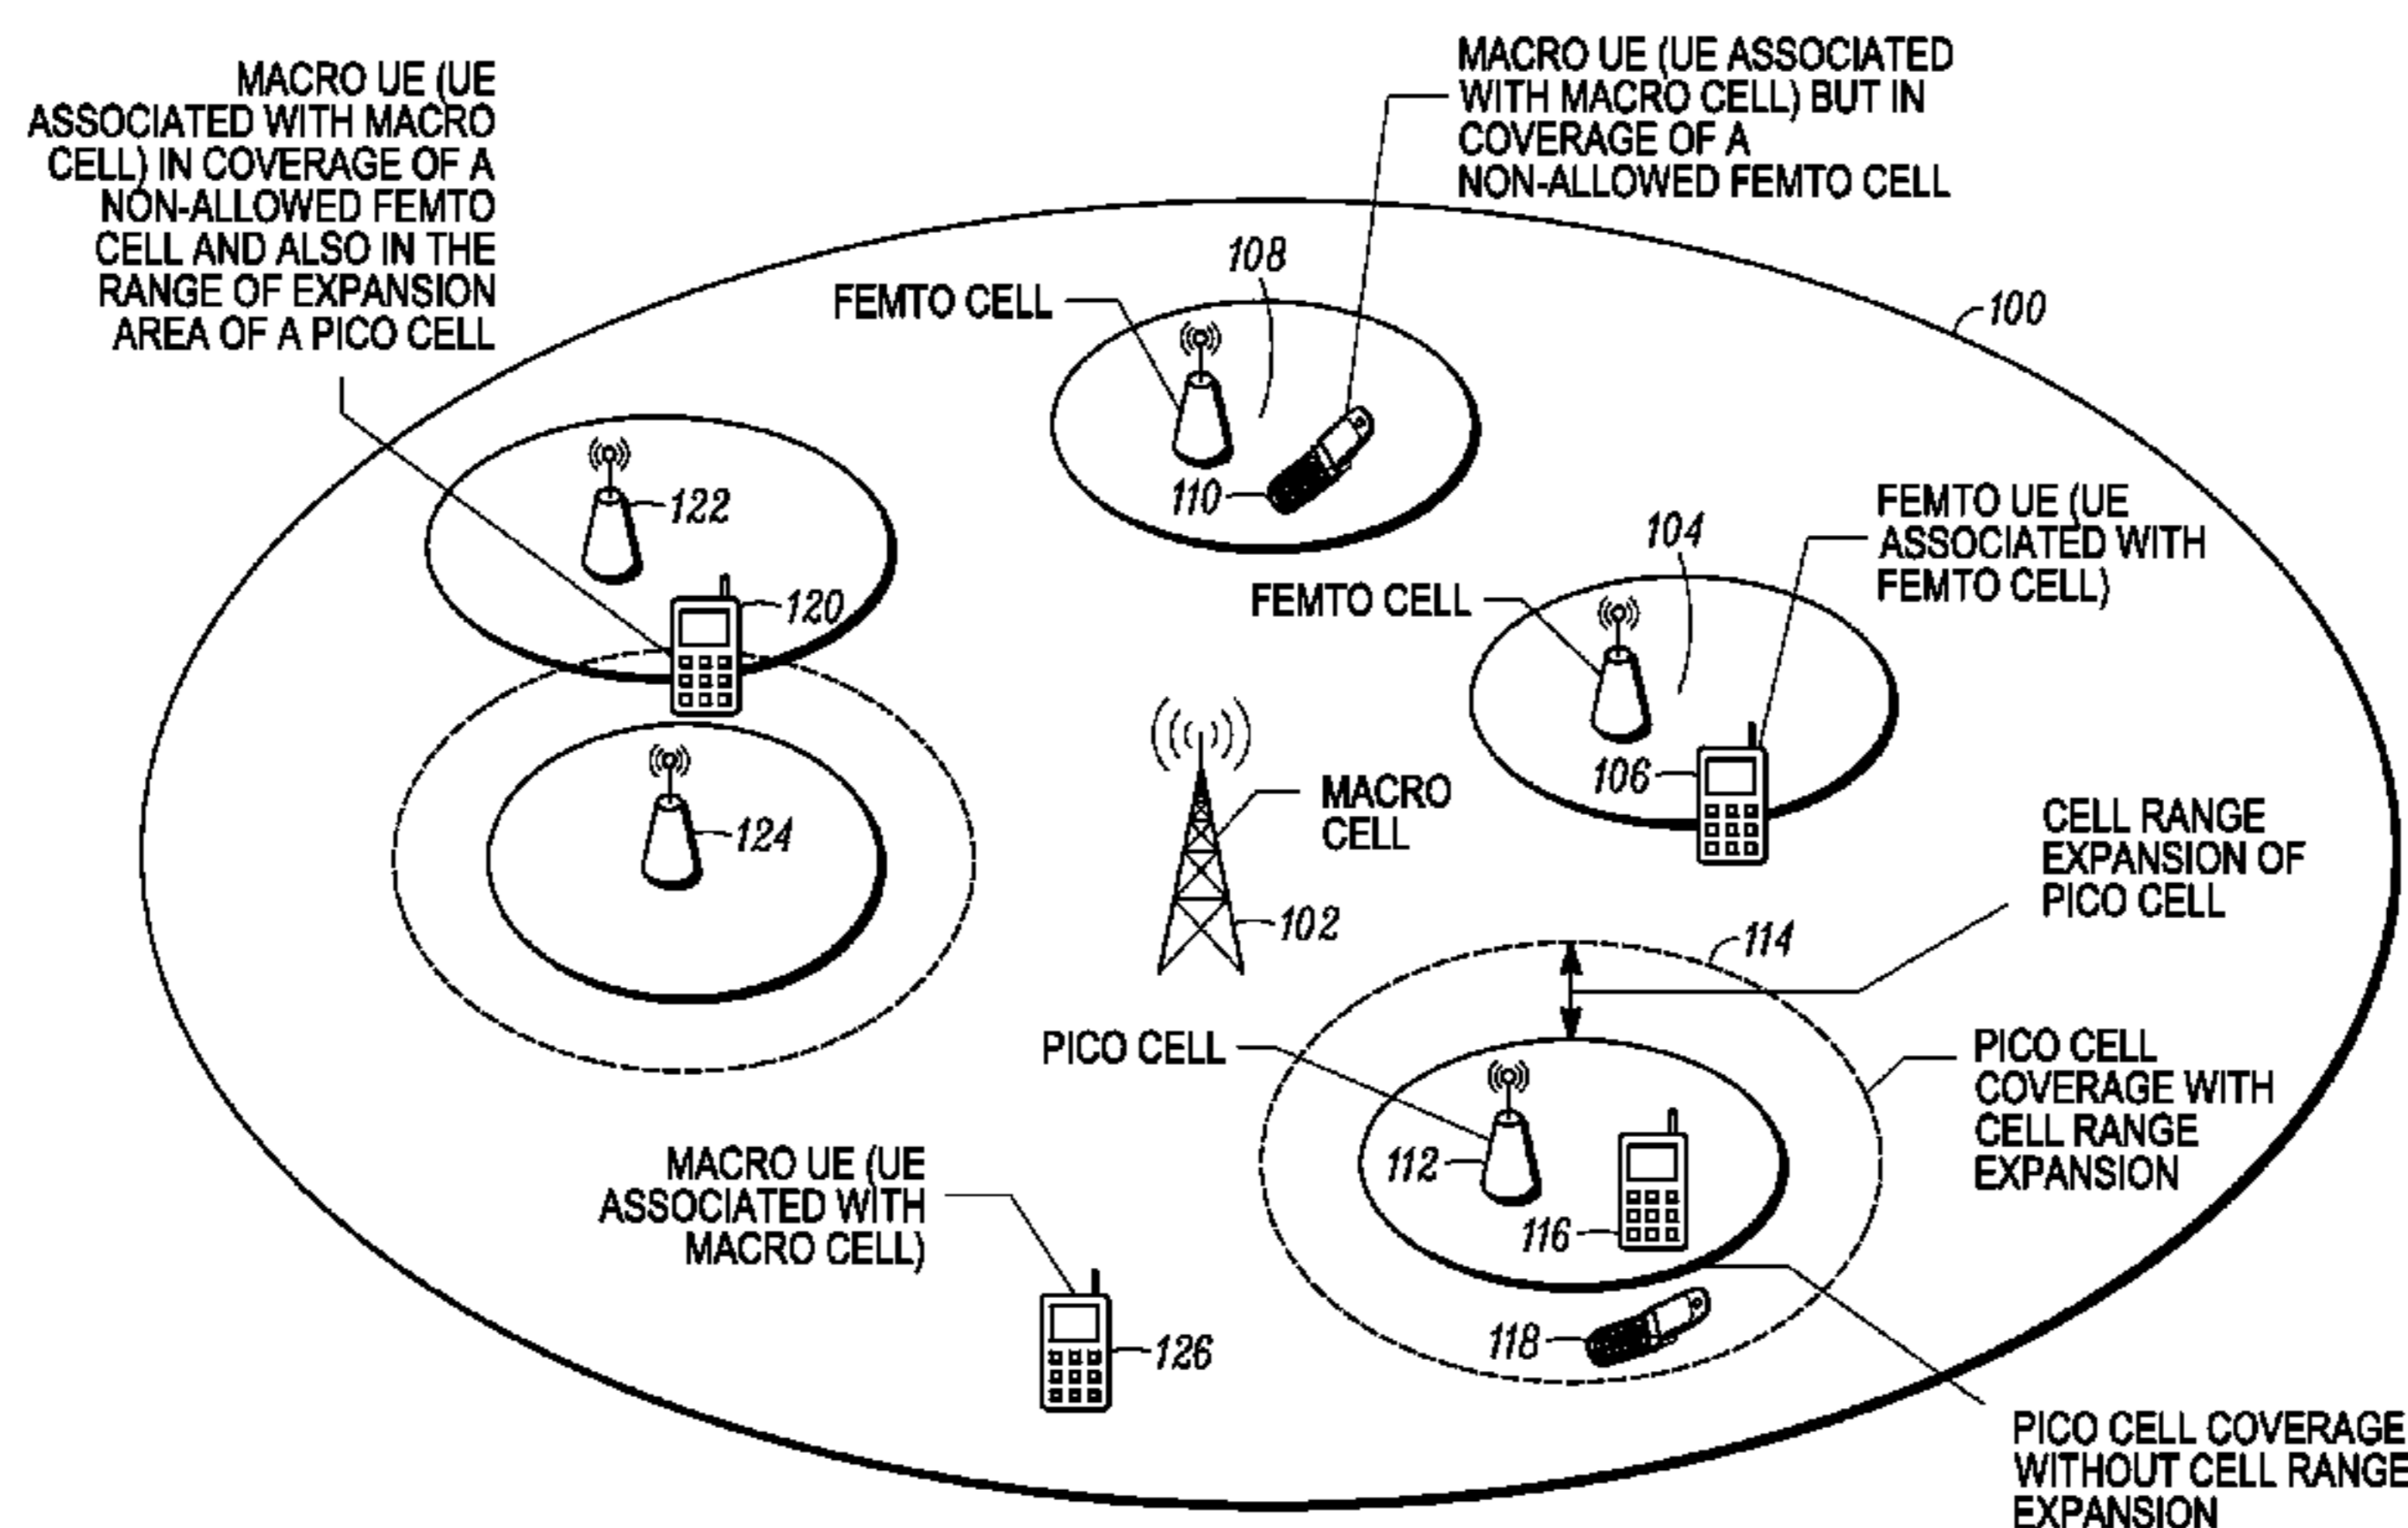 MACRO UE (UE
ASSOCIATED WITH MACRO
CELL) IN COVERAGE OF A
NON-ALLOWED FEMTO
CELL AND ALSO IN THE
RANGE OF EXPANSION
AREA OF A PICO CELL
MACRO UE (UE ASSOCIATED
WITH MACRO CELL) BUT IN
COVERAGE OF A
NON-ALLOWED FEMTO CELL
108
FEMTO CELL
100
110
122
120
FEMTO UE (UE
ASSOCIATED WITH
FEMTO CELL)
104
FEMTO CELL
106
124
MACRO
CELL
102
CELL RANGE
EXPANSION OF
PICO CELL
114
PICO CELL
PICO CELL
COVERAGE WITH
CELL RANGE
EXPANSION
112
116
118
MACRO UE (UE
ASSOCIATED WITH
MACRO CELL)
126
PICO CELL COVERAGE
WITHOUT CELL RANGE
EXPANSION